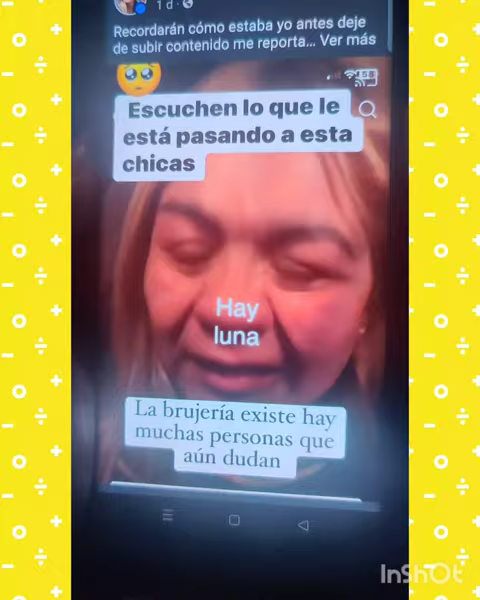 1 d
Recordarán cómo estaba yo antes deje
de subir contenido me reporta... Ver más
Escuchen lo que le
está pasando a esta
chicas
Hay
luna
La brujería existe hay
muchas personas que
aún dudan
InShOt